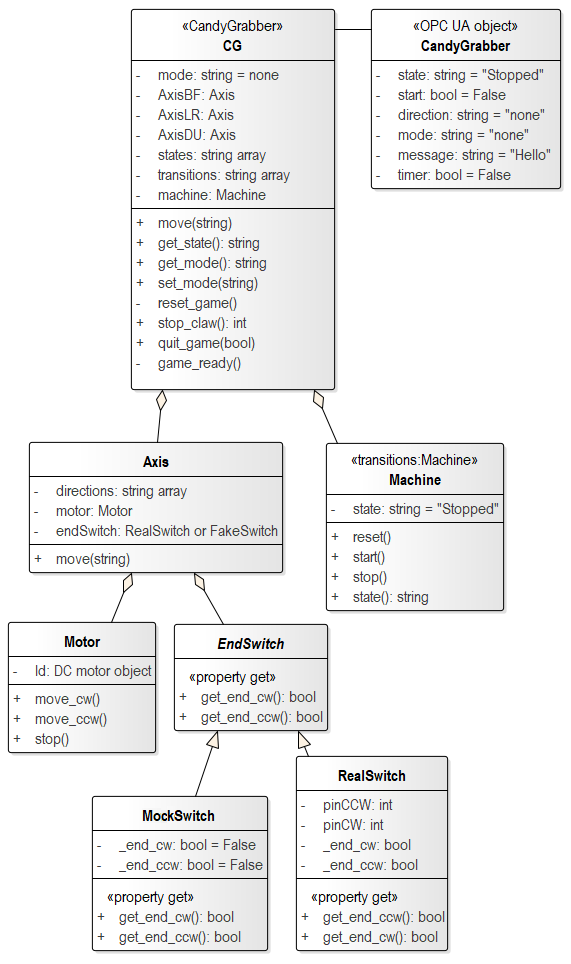 «CandyGrabber»
CG
- mode: string = none
- AxisBF: Axis
- AxisLR: Axis
- AxisDU: Axis
- states: string array
- transitions: string array
- machine: Machine
+ move(string)
+ get_state(): string
+ get_mode(): string
+ set_mode(string)
- reset_game()
+ stop_claw(): int
+ quit_game(bool)
- game_ready()
«OPC UA object»
CandyGrabber
- state: string = "Stopped"
- start: bool = False
- direction: string = "none"
- mode: string = "none"
- message: string = "Hello"
- timer: bool = False
Axis
- directions: string array
- motor: Motor
- endSwitch: RealSwitch or FakeSwitch
+ move(string)
«transitions:Machine»
Machine
- state: string = "Stopped"
+ reset()
+ start()
+ stop()
+ state(): string
Motor
- Id: DC motor object
+ move_cw()
+ move_ccw()
+ stop()
EndSwitch
«property get»
+ get_end_cw(): bool
+ get_end_ccw(): bool
MockSwitch
- _end_cw: bool = False
- _end_ccw: bool = False
«property get»
+ get_end_cw(): bool
+ get_end_ccw(): bool
RealSwitch
- pinCCW: int
- pinCW: int
- _end_cw: bool
- _end_ccw: bool
«property get»
+ get_end_ccw(): bool
+ get_end_cw(): bool